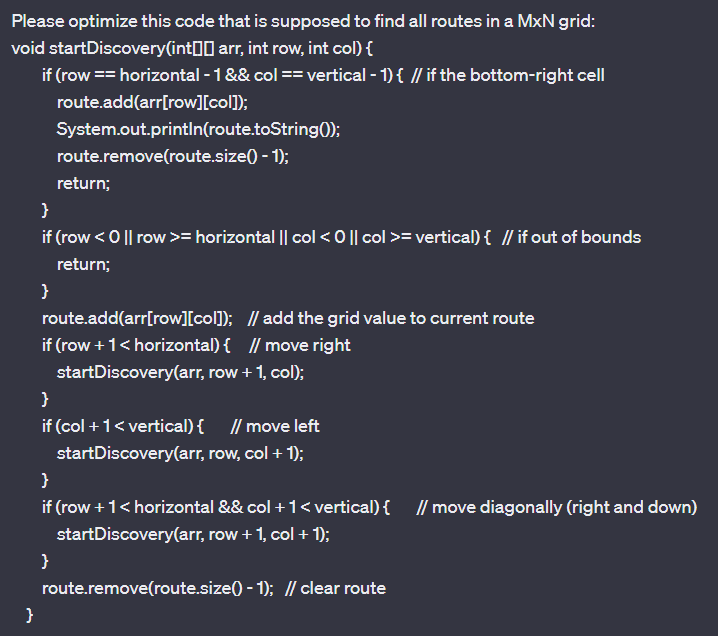 Please optimize this code that is supposed to find all routes in a MxN grid:
void startDiscovery(int[][] arr, int row, int col) {
if (row == horizontal - 1 && col == vertical - 1) {  // if the bottom-right cell
route.add(arr[row][col]);
System.out.println(route.toString());
route.remove(route.size() - 1);
return;
}
if (row < 0 || row >= horizontal || col < 0 || col >= vertical) {  // if out of bounds
return;
}
route.add(arr[row][col]);   // add the grid value to current route
if (row + 1 < horizontal) {    // move right
startDiscovery(arr, row + 1, col);
}
if (col + 1 < vertical) {      // move left
startDiscovery(arr, row, col + 1);
}
if (row + 1 < horizontal && col + 1 < vertical) {      // move diagonally (right and down)
startDiscovery(arr, row + 1, col + 1);
}
route.remove(route.size() - 1);  // clear route
}